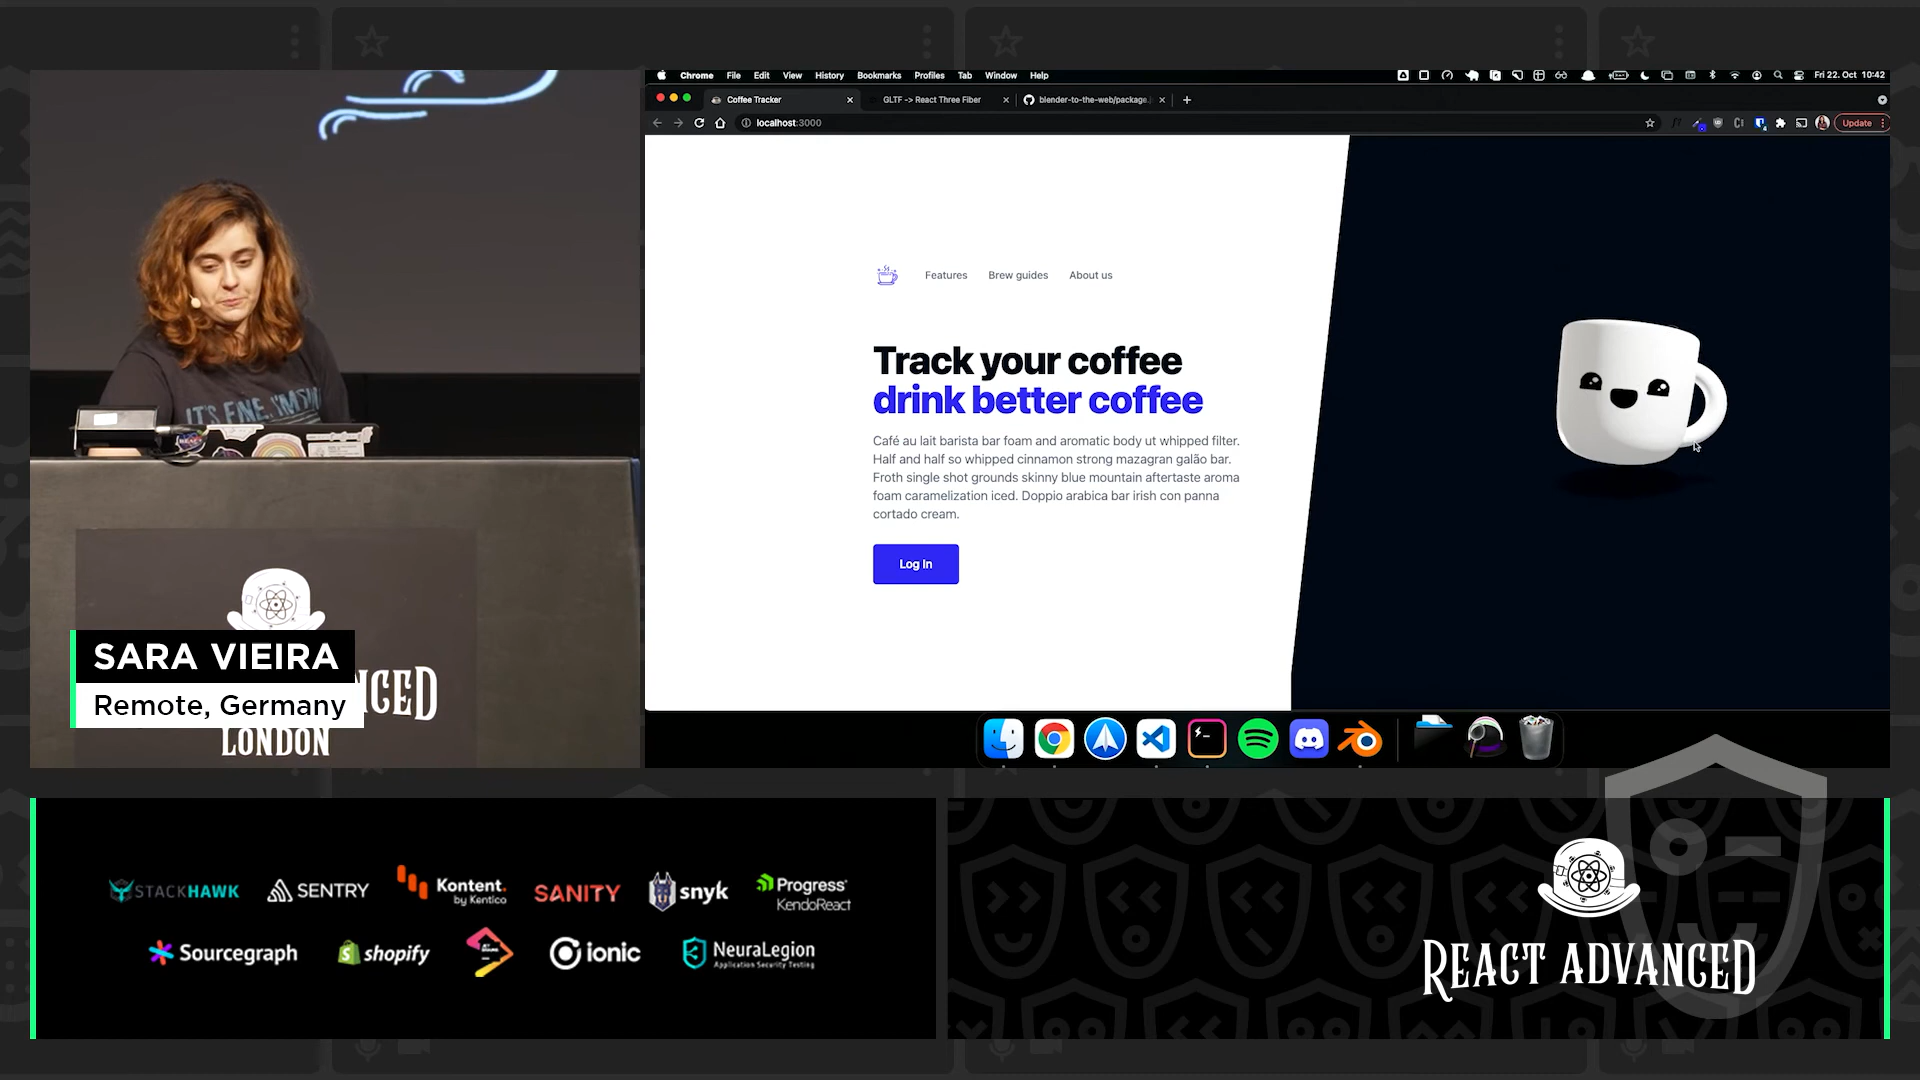 Chrome File Edit View History Bookmarks Profiles Tab Window Help
Fri 22. Oct 10:42
Coffee Tracker
GLTF -> React Three Fiber
blender-to-the-web/package.j
localhost:3000
Update
Features
Brew guides
About us
Track your coffee
drink better coffee
Café au lait barista bar foam and aromatic body ut whipped filter.
Half and half so whipped cinnamon strong mazagran galão bar.
Froth single shot grounds skinny blue mountain aftertaste aroma
foam caramelization iced. Doppio arabica bar irish con panna
cortado cream.
Log In
IT'S FINE. I'M
SARA VIEIRA
Remote, Germany
NCED
LONDON
STACKHAWK
SENTRY
Kontent.
by Kentico
SANITY
snyk
Progress
KendoReact
Sourcegraph
shopify
ionic
NeuraLegion
Application Security Testing
REACT ADVANCED